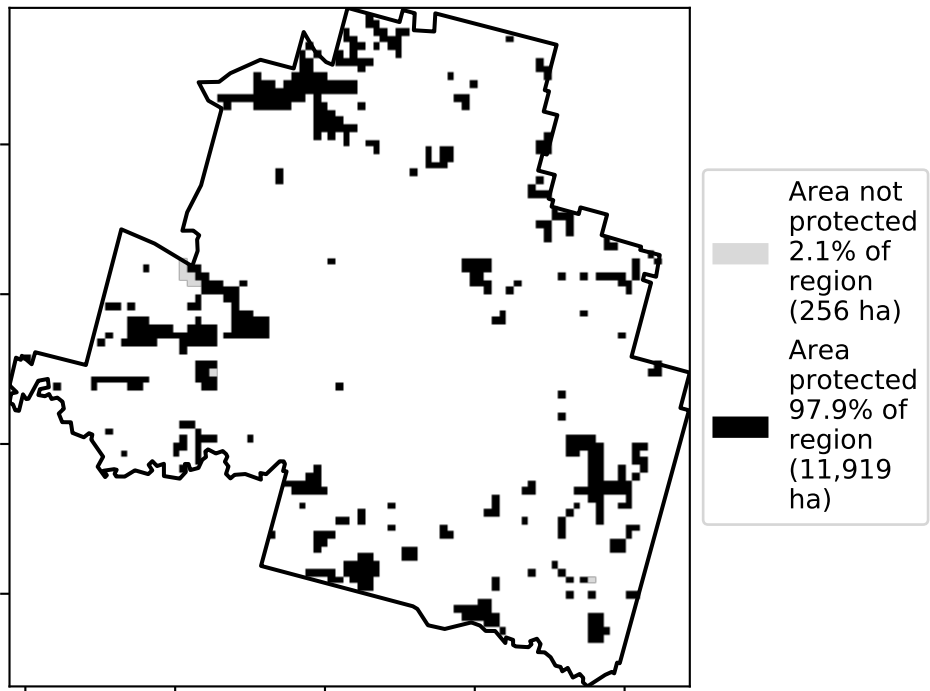 Area not
protected
2.1% of
region
(256 ha)
Area
protected
97.9% of
region
(11,919
ha)